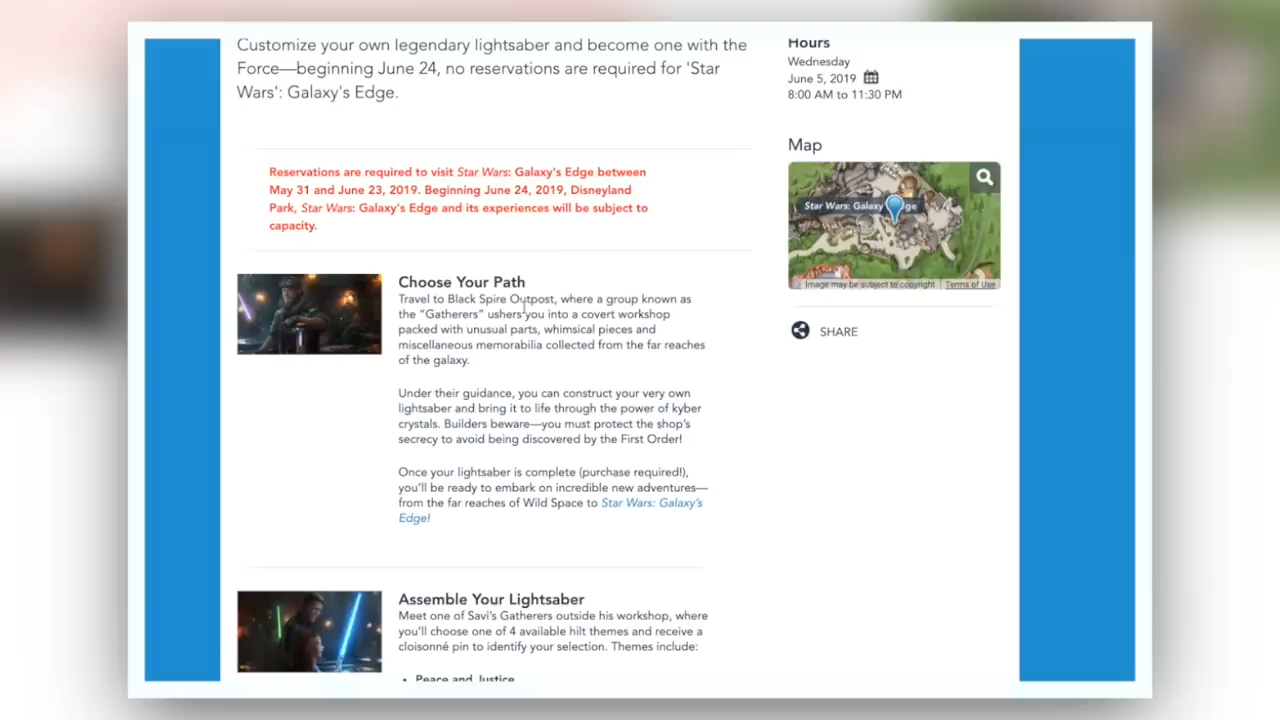 Customize your own legendary lightsaber and become one with the
Force—beginning June 24, no reservations are required for 'Star
Wars': Galaxy's Edge.
Reservations are required to visit Star Wars: Galaxy's Edge between
May 31 and June 23, 2019. Beginning June 24, 2019, Disneyland
Park, Star Wars: Galaxy's Edge and its experiences will be subject to
capacity.
Choose Your Path
Travel to Black Spire Outpost, where a group known as
the “Gatherers” ushers you into a covert workshop
packed with unusual parts, whimsical pieces and
miscellaneous memorabilia collected from the far reaches
of the galaxy.
Under their guidance, you can construct your very own
lightsaber and bring it to life through the power of kyber
crystals. Builders beware—you must protect the shop’s
secrecy to avoid being discovered by the First Order!
Once your lightsaber is complete (purchase required!),
you’ll be ready to embark on incredible new adventures—
from the far reaches of Wild Space to Star Wars: Galaxy’s
Edge!
Assemble Your Lightsaber
Meet one of Savi’s Gatherers outside his workshop, where
you’ll choose one of 4 available hilt themes and receive a
cloisonné pin to identify your selection. Themes include:
• Peace and Justice
Hours
Wednesday
June 5, 2019
8:00 AM to 11:30 PM
Map
Star Wars: Galaxy ge
Image may be subject to copyright Terms of Use
SHARE